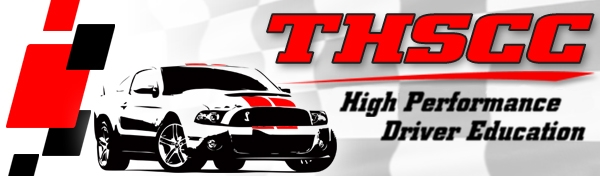 THSCC
High Performance
Driver Education